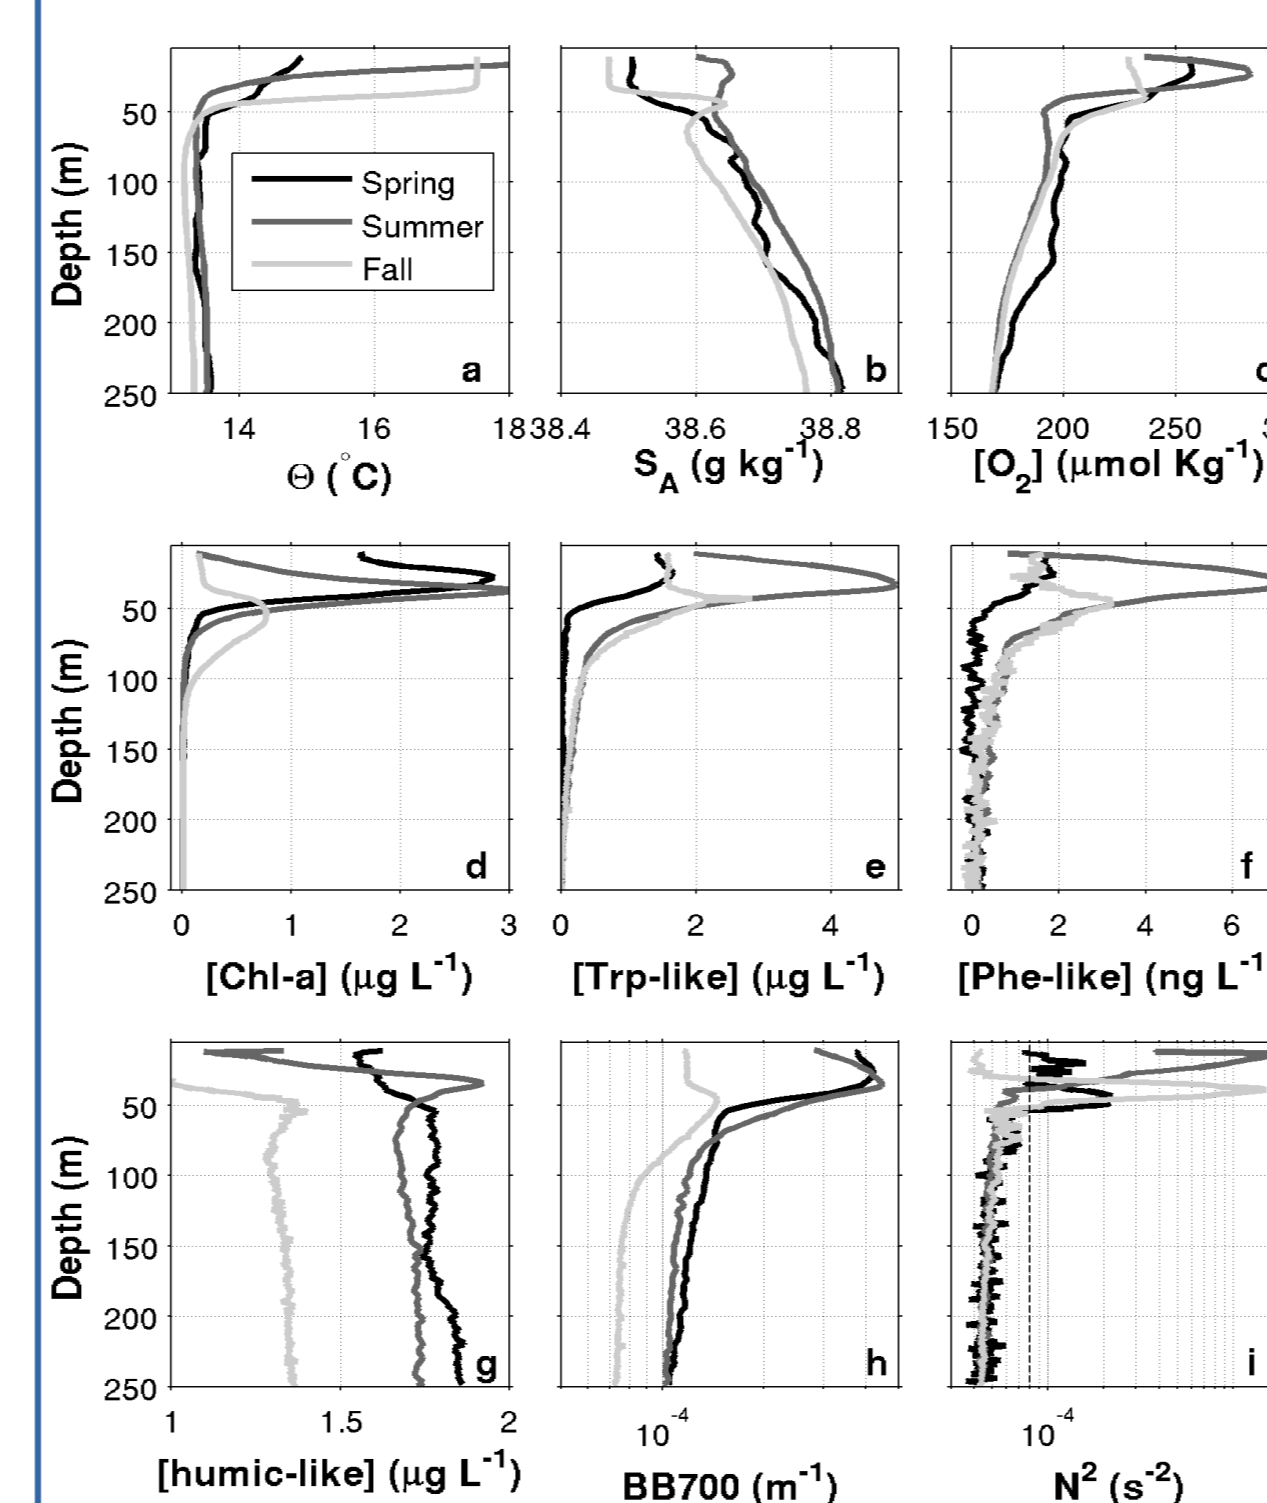 50
100
150
200
250
Depth (m)
Spring
Summer
Fall
a
14
16
18
Θ (°C)
b
38.4
38.6
38.8
S_A (g kg⁻¹)
150
200
250
[O₂] (μmol Kg⁻¹)
50
100
150
200
250
Depth (m)
d
0
1
2
3
[Chl-a] (μg L⁻¹)
e
0
2
4
[Trp-like] (μg L⁻¹)
f
0
2
4
6
[Phe-like] (ng L⁻¹
50
100
150
200
250
Depth (m)
g
1
1.5
2
[humic-like] (μg L⁻¹)
h
10⁻⁴
BB700 (m⁻¹)
i
10⁻⁴
N² (s⁻²)